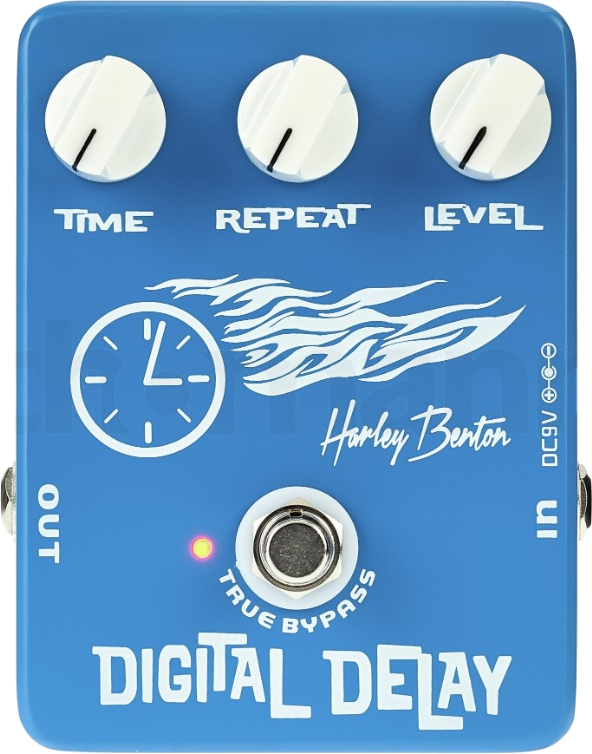 TIME REPEAT LEVEL
Harley Benton
DC9V
OUT
In
TRUE BYPASS
DIGITAL DELAY